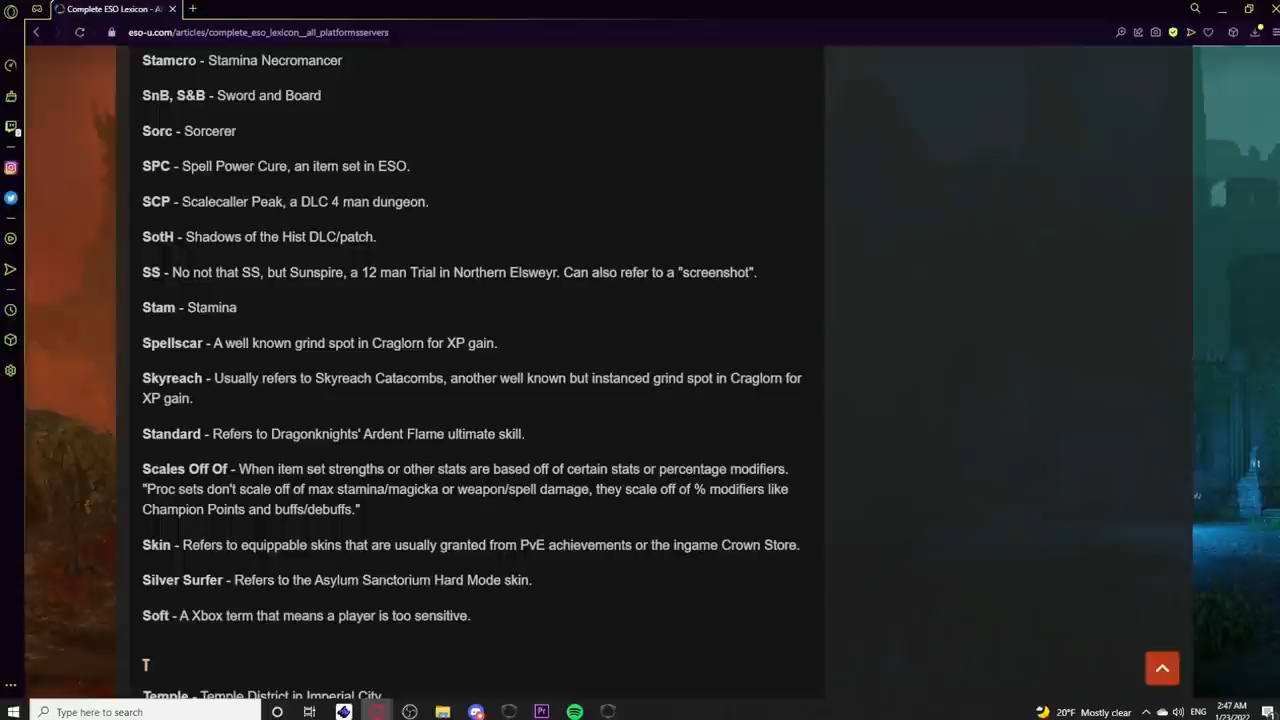 Complete ESO Lexicon - A
eso-u.com/articles/complete_eso_lexicon__all_platformsservers
Stamcro - Stamina Necromancer
SnB, S&B - Sword and Board
Sorc - Sorcerer
SPC - Spell Power Cure, an item set in ESO.
SCP - Scalecaller Peak, a DLC 4 man dungeon.
SotH - Shadows of the Hist DLC/patch.
SS - No not that SS, but Sunspire, a 12 man Trial in Northern Elsweyr. Can also refer to a "screenshot".
Stam - Stamina
Spellscar - A well known grind spot in Craglorn for XP gain.
Skyreach - Usually refers to Skyreach Catacombs, another well known but instanced grind spot in Craglorn for
XP gain.
Standard - Refers to Dragonknights' Ardent Flame ultimate skill.
Scales Off Of - When item set strengths or other stats are based off of certain stats or percentage modifiers.
"Proc sets don't scale off of max stamina/magicka or weapon/spell damage, they scale off of % modifiers like
Champion Points and buffs/debuffs."
Skin - Refers to equippable skins that are usually granted from PvE achievements or the ingame Crown Store.
Silver Surfer - Refers to the Asylum Sanctorium Hard Mode skin.
Soft - A Xbox term that means a player is too sensitive.
T
Temple - Temple District in Imperial City
Type here to search
Pr
20°F Mostly clear
ENG
2:47 AM
1/23/2022